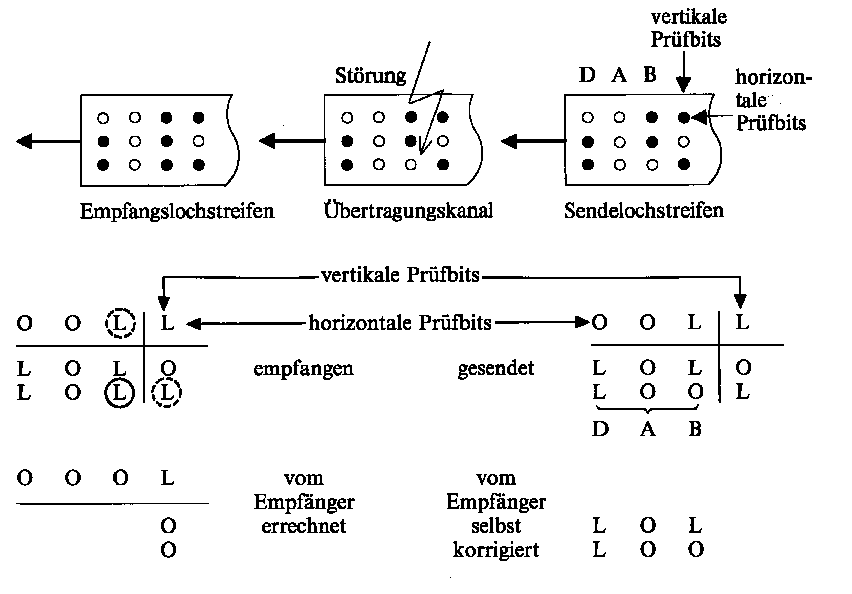 vertikale
Prüfbits
D A B
Störung
horizon-
tale
Prüfbits
Empfangslochstreifen
Übertragungskanal
Sendelochstreifen
vertikale Prüfbits
O O L L
horizontale Prüfbits
O O L L
L O L O
empfangen
gesendet
L O L O
L O L L
L O O L
D A B
O O O L
vom
Empfänger
errechnet
O
O
vom
Empfänger
selbst
korrigiert
L O L
L O O